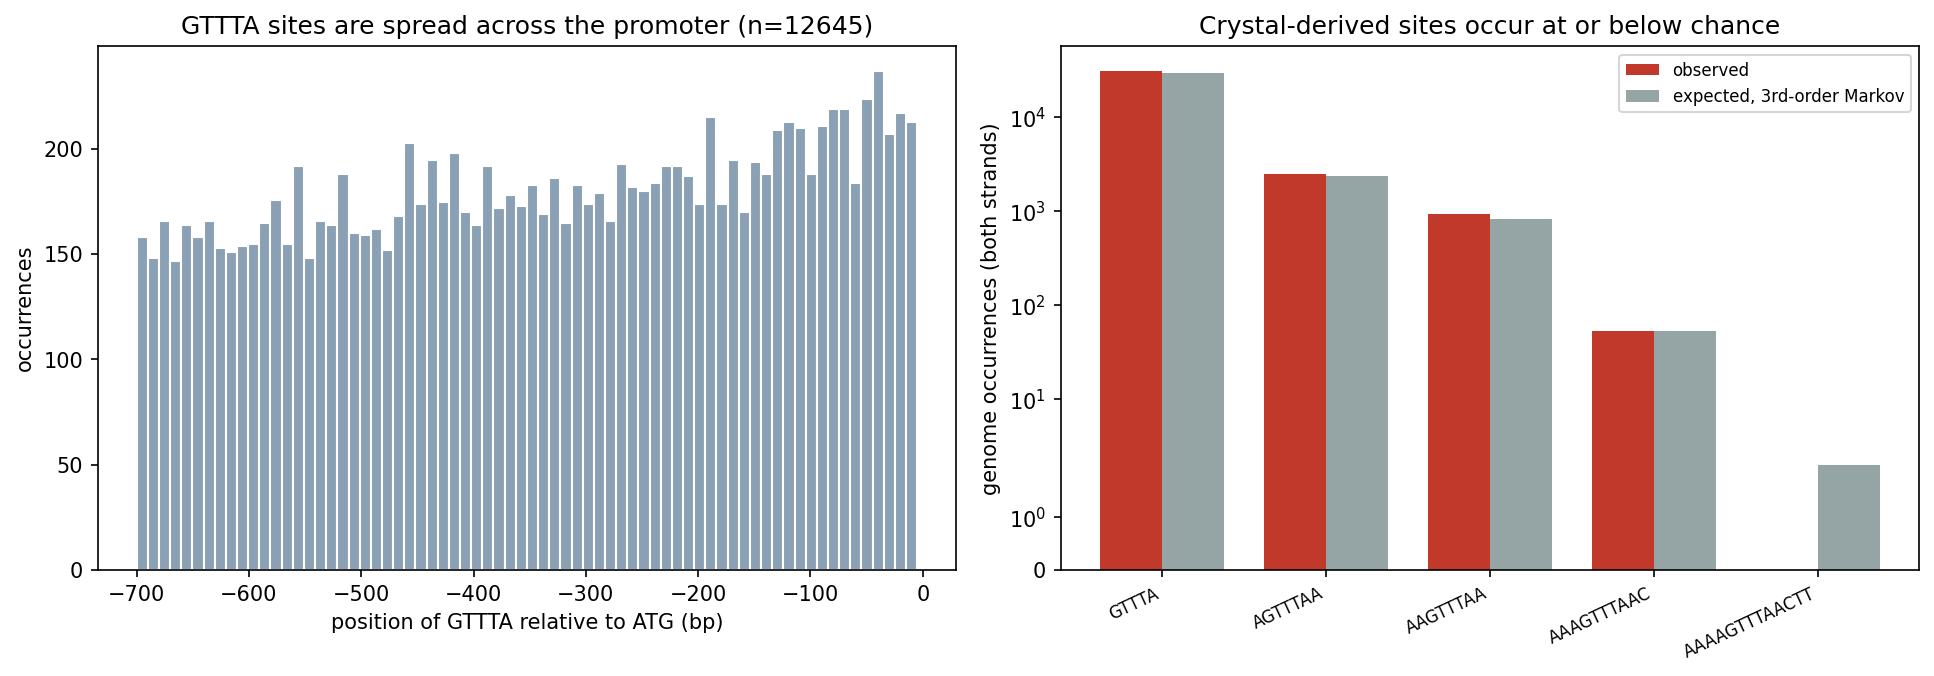 GTTTA sites are spread across the promoter (n=12645)
occurrences
200
150
100
50
0
−700 −600 −500 −400 −300 −200 −100 0
position of GTTTA relative to ATG (bp)
Crystal-derived sites occur at or below chance
observed
expected, 3rd-order Markov
genome occurrences (both strands)
10⁴
10³
10²
10¹
10⁰
0
GTTTA
AGTTTAA
AAGTTTAA
AAAGTTTAAC
AAAAGTTTAACTT